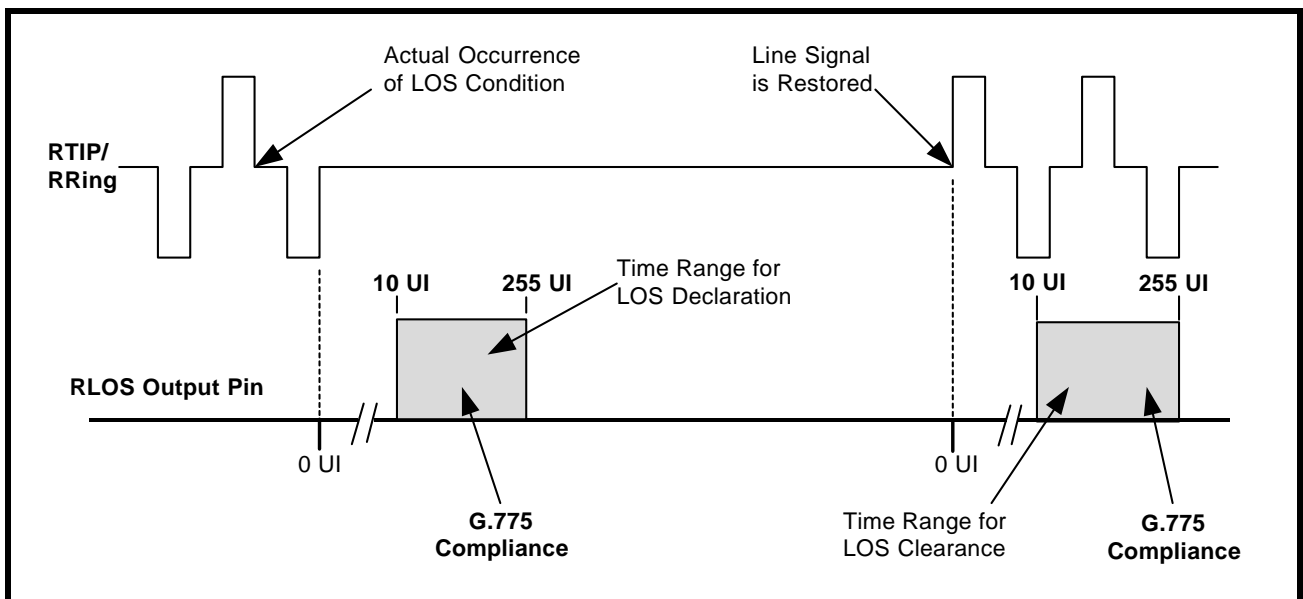 Actual Occurrence
of LOS Condition
Line Signal
is Restored
RTIP/
RRing
10 UI
255 UI
Time Range for
LOS Declaration
10 UI
255 UI
RLOS Output Pin
0 UI
0 UI
G.775
Compliance
Time Range for
LOS Clearance
G.775
Compliance